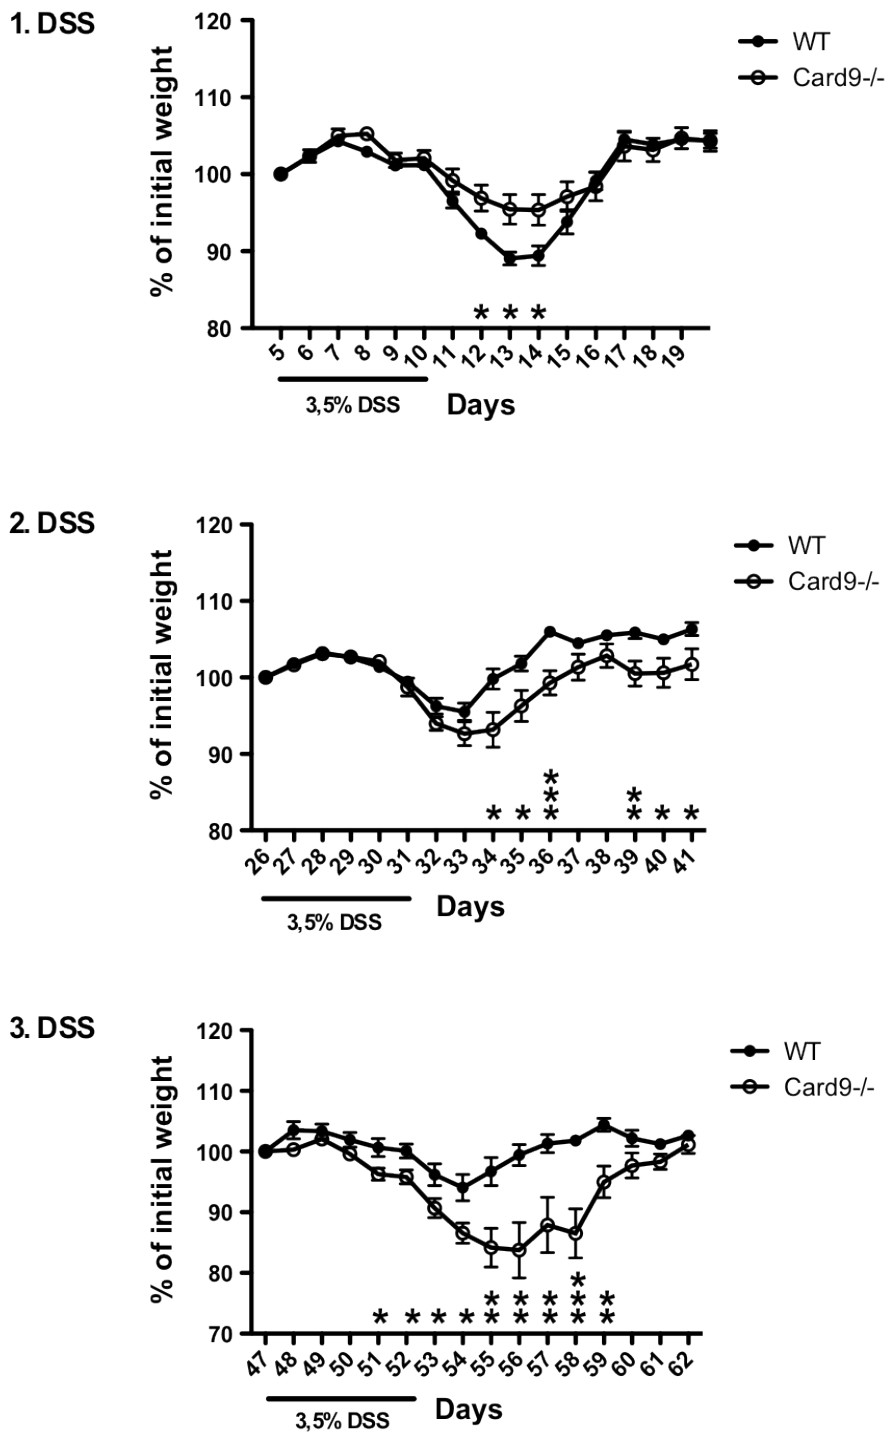 1. DSS
% of initial weight
120
110
100
90
80
WT
Card9-/-
* * *
5 6 7 8 9 10 11 12 13 14 15 16 17 18 19
3,5% DSS
Days
2. DSS
% of initial weight
120
110
100
90
80
WT
Card9-/-
* * *** ** * *
26 27 28 29 30 31 32 33 34 35 36 37 38 39 40 41
3,5% DSS
Days
3. DSS
% of initial weight
120
110
100
90
80
70
WT
Card9-/-
* * * * ** ** ** *** **
47 48 49 50 51 52 53 54 55 56 57 58 59 60 61 62
3,5% DSS
Days